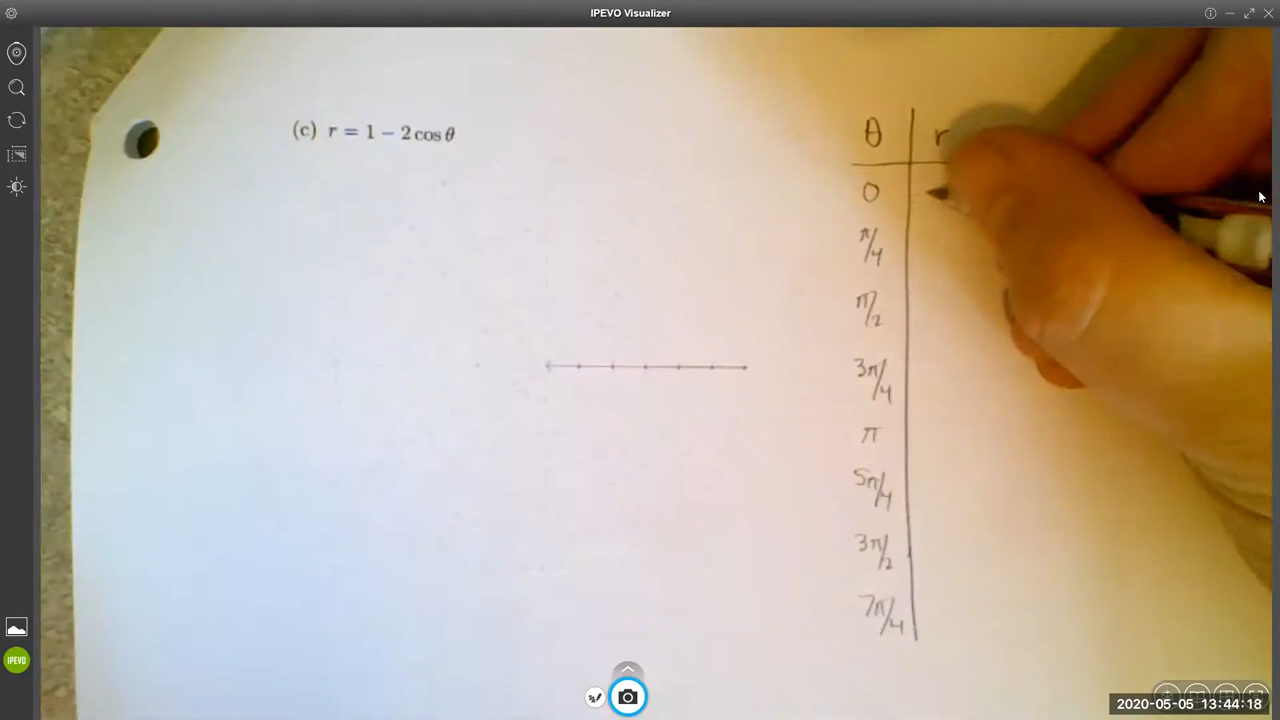 IPEVO Visualizer
(c) r = 1 − 2 cos θ
θ r
0
π/4
π/2
3π/4
π
5π/4
3π/2
7π/4
IPEVO
2020-05-05 13:44:18